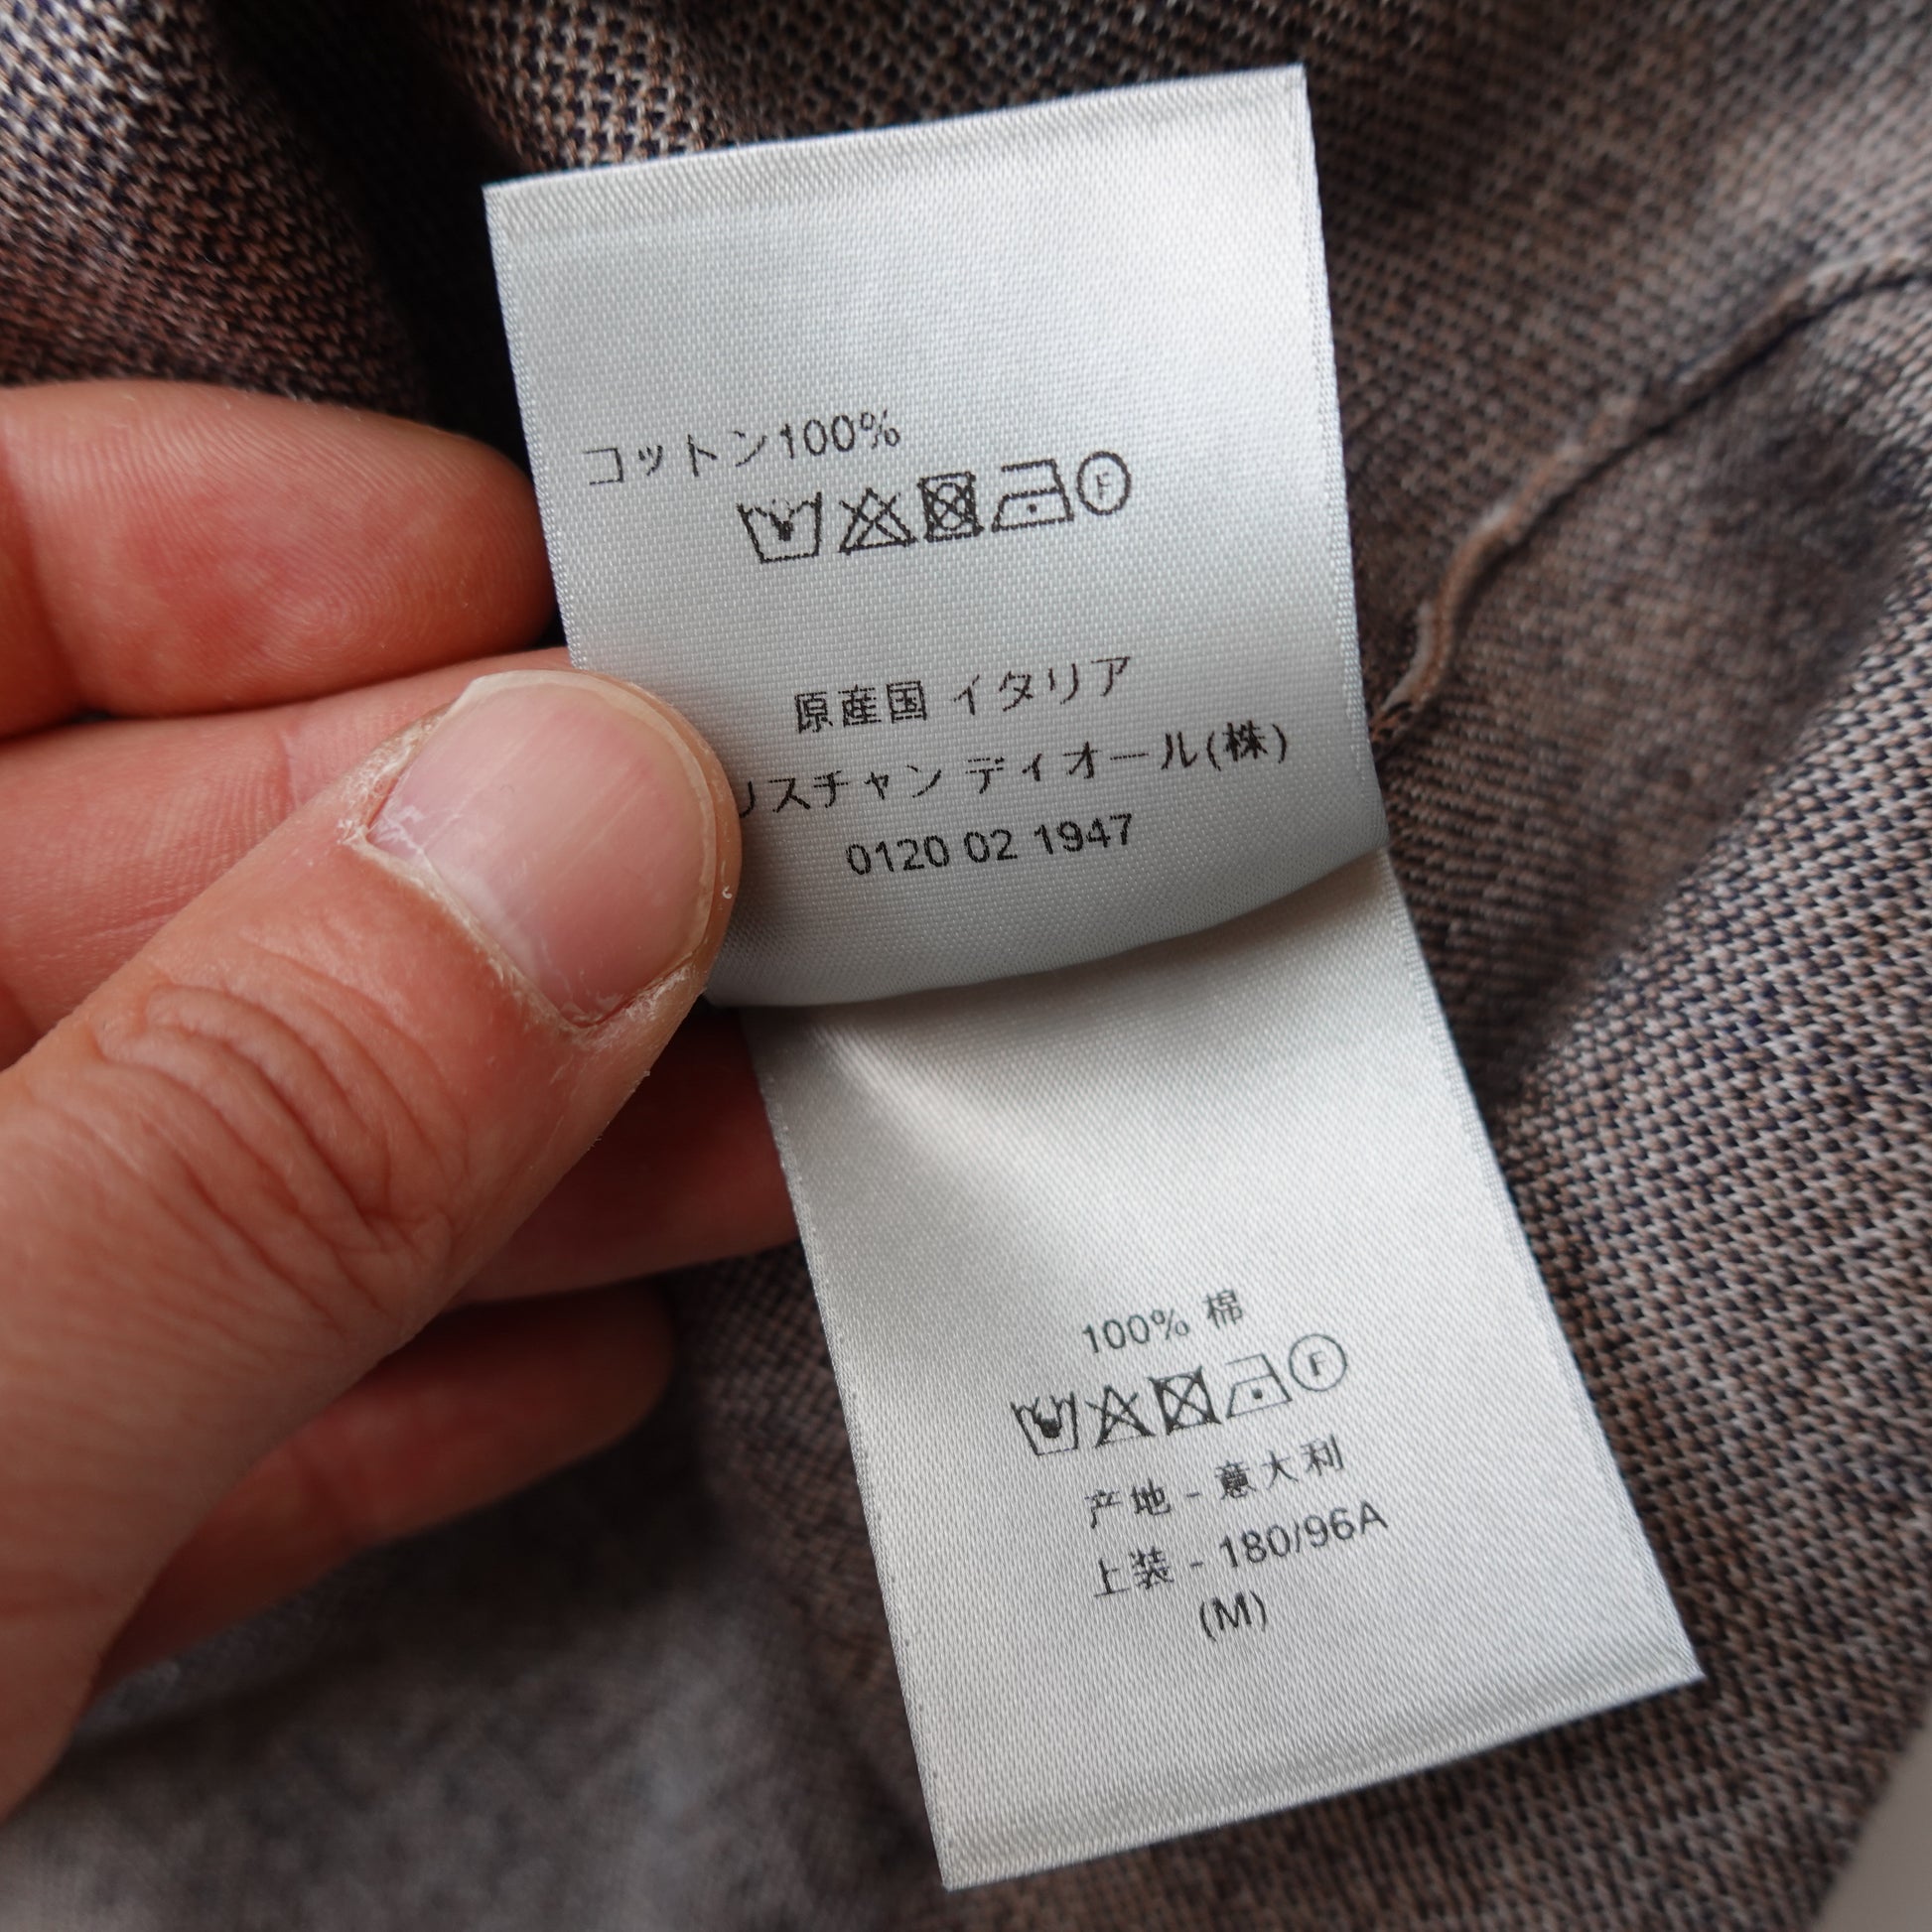 コットン100%
F
原産国 イタリア
リスチャン ディオール(株)
0120 02 1947
100% 棉
F
产地 - 意大利
上装 - 180/96A
(M)